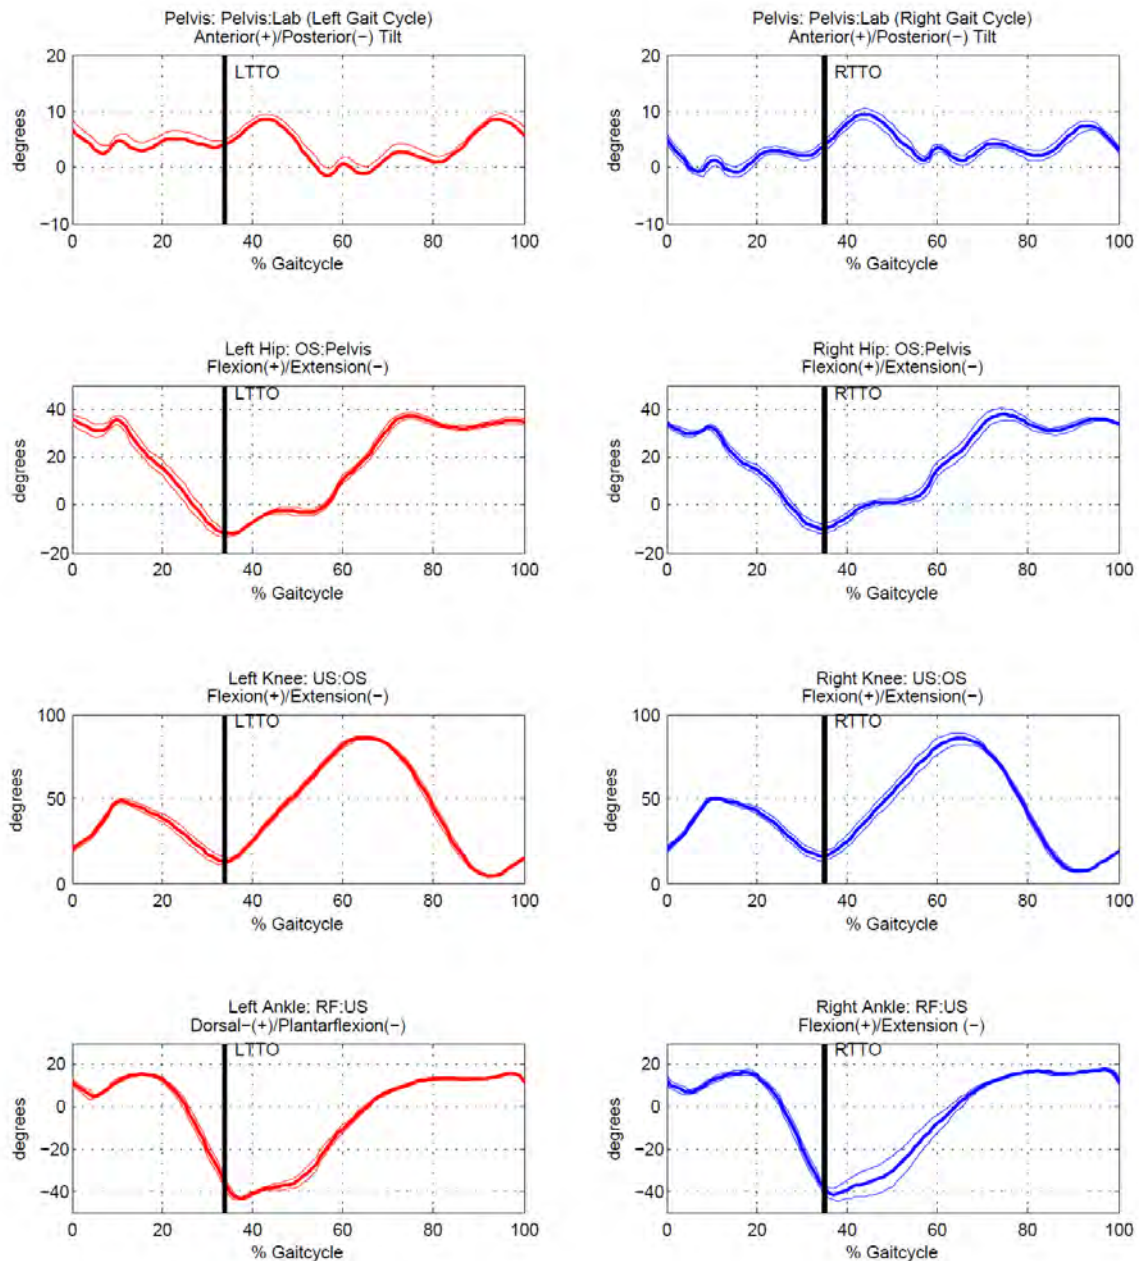 Pelvis: Pelvis:Lab (Left Gait Cycle)
Anterior(+)/Posterior(−) Tilt
LTTO
degrees
20
10
0
−10
0 20 40 60 80 100
% Gaitcycle
Pelvis: Pelvis:Lab (Right Gait Cycle)
Anterior(+)/Posterior(−) Tilt
RTTO
degrees
20
10
0
−10
0 20 40 60 80 100
% Gaitcycle
Left Hip: OS:Pelvis
Flexion(+)/Extension(−)
LTTO
degrees
40
20
0
−20
0 20 40 60 80 100
% Gaitcycle
Right Hip: OS:Pelvis
Flexion(+)/Extension(−)
RTTO
degrees
40
20
0
−20
0 20 40 60 80 100
% Gaitcycle
Left Knee: US:OS
Flexion(+)/Extension(−)
LTTO
degrees
100
50
0
0 20 40 60 80 100
% Gaitcycle
Right Knee: US:OS
Flexion(+)/Extension(−)
RTTO
degrees
100
50
0
0 20 40 60 80 100
% Gaitcycle
Left Ankle: RF:US
Dorsal−(+)/Plantarflexion(−)
LTTO
degrees
20
0
−20
−40
0 20 40 60 80 100
% Gaitcycle
Right Ankle: RF:US
Flexion(+)/Extension (−)
RTTO
degrees
20
0
−20
−40
0 20 40 60 80 100
% Gaitcycle